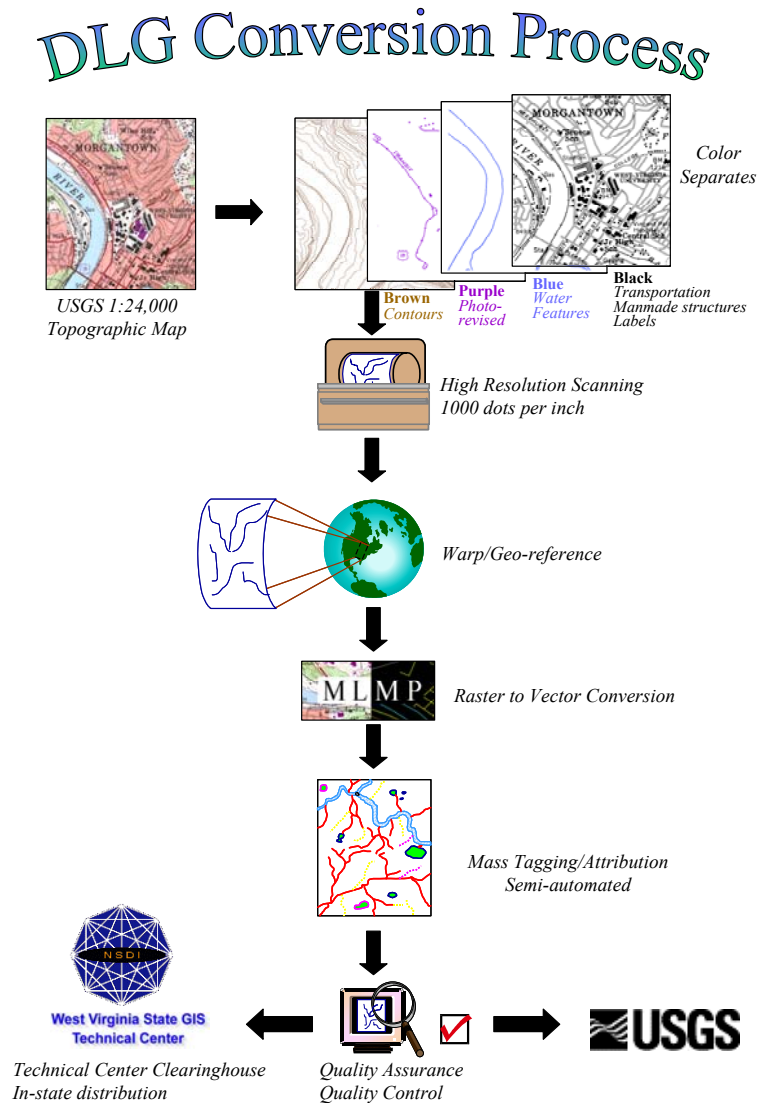 DLG Conversion Process
MORGANTOWN
RIVER
USGS 1:24,000
Topographic Map
MORGANTOWN
RIVER
Color
Separates
Brown
Contours
Purple
Photo-
revised
Blue
Water
Features
Black
Transportation
Manmade structures
Labels
High Resolution Scanning
1000 dots per inch
Warp/Geo-reference
MLMP
Raster to Vector Conversion
Mass Tagging/Attribution
Semi-automated
NSDI
West Virginia State GIS
Technical Center
Technical Center Clearinghouse
In-state distribution
Quality Assurance
Quality Control
USGS